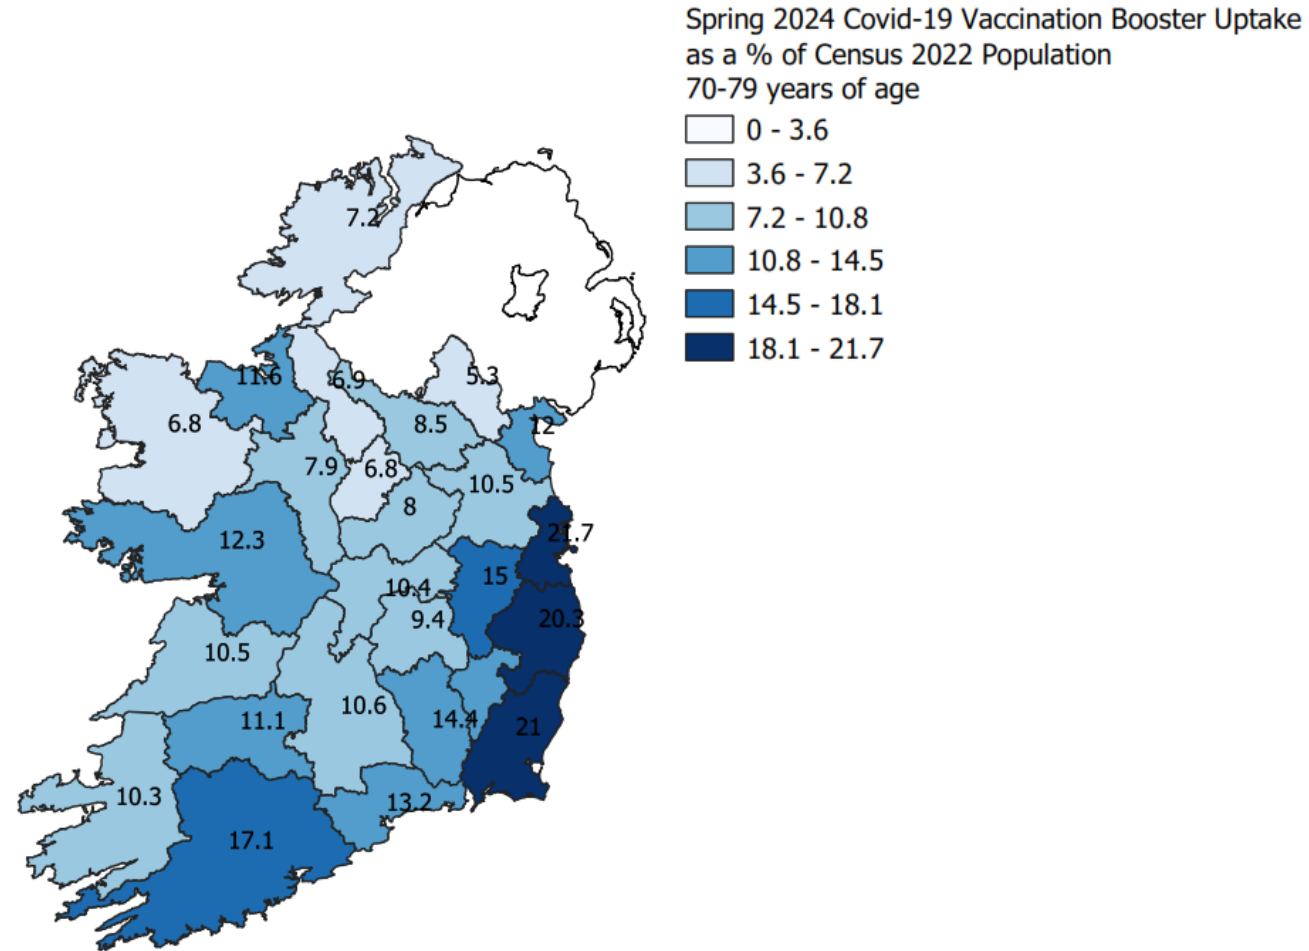 Spring 2024 Covid-19 Vaccination Booster Uptake
as a % of Census 2022 Population
70-79 years of age
0 - 3.6
3.6 - 7.2
7.2 - 10.8
10.8 - 14.5
14.5 - 18.1
18.1 - 21.7
7.2
11.6
6.9
5.3
6.8
8.5
12
7.9
6.8
10.5
8
12.3
21.7
10.4
15
9.4
20.3
10.5
10.6
11.1
14.4
21
10.3
13.2
17.1